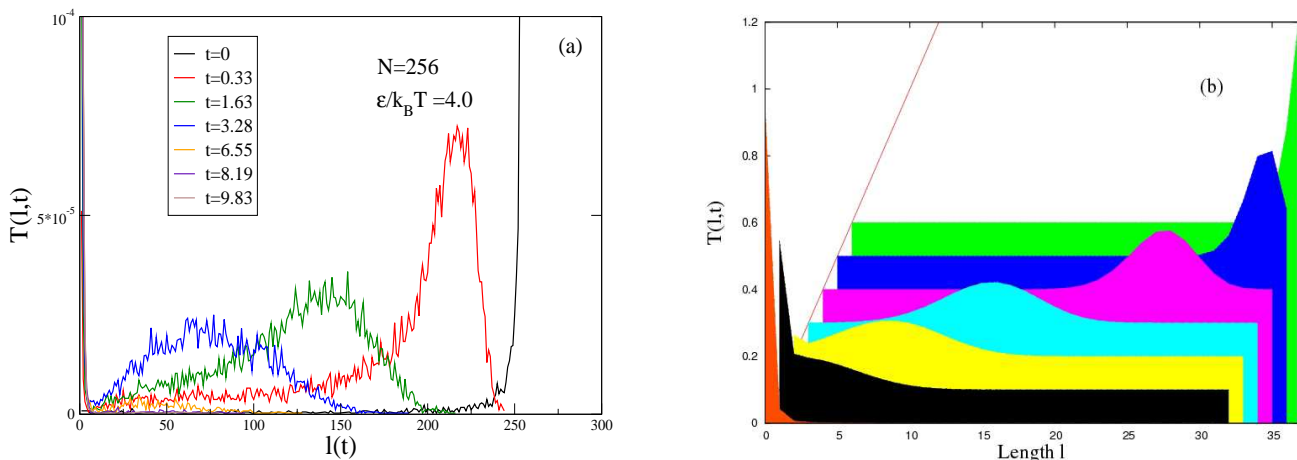 10^-4
(a)
t=0
t=0.33
t=1.63
t=3.28
t=6.55
t=8.19
t=9.83
N=256
ε/k_BT =4.0
T(l,t)
5*10^-5
0
0 50 100 150 200 250 300
l(t)
1.2
(b)
1
0.8
T(l,t)
0.6
0.4
0.2
0
0 5 10 15 20 25 30 35
Length l